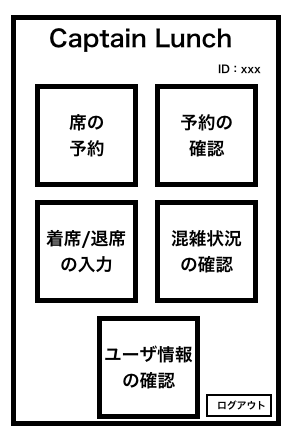 Captain Lunch
ID：xxx
席の
予約
予約の
確認
着席/退席
の入力
混雑状況
の確認
ユーザ情報
の確認
ログアウト